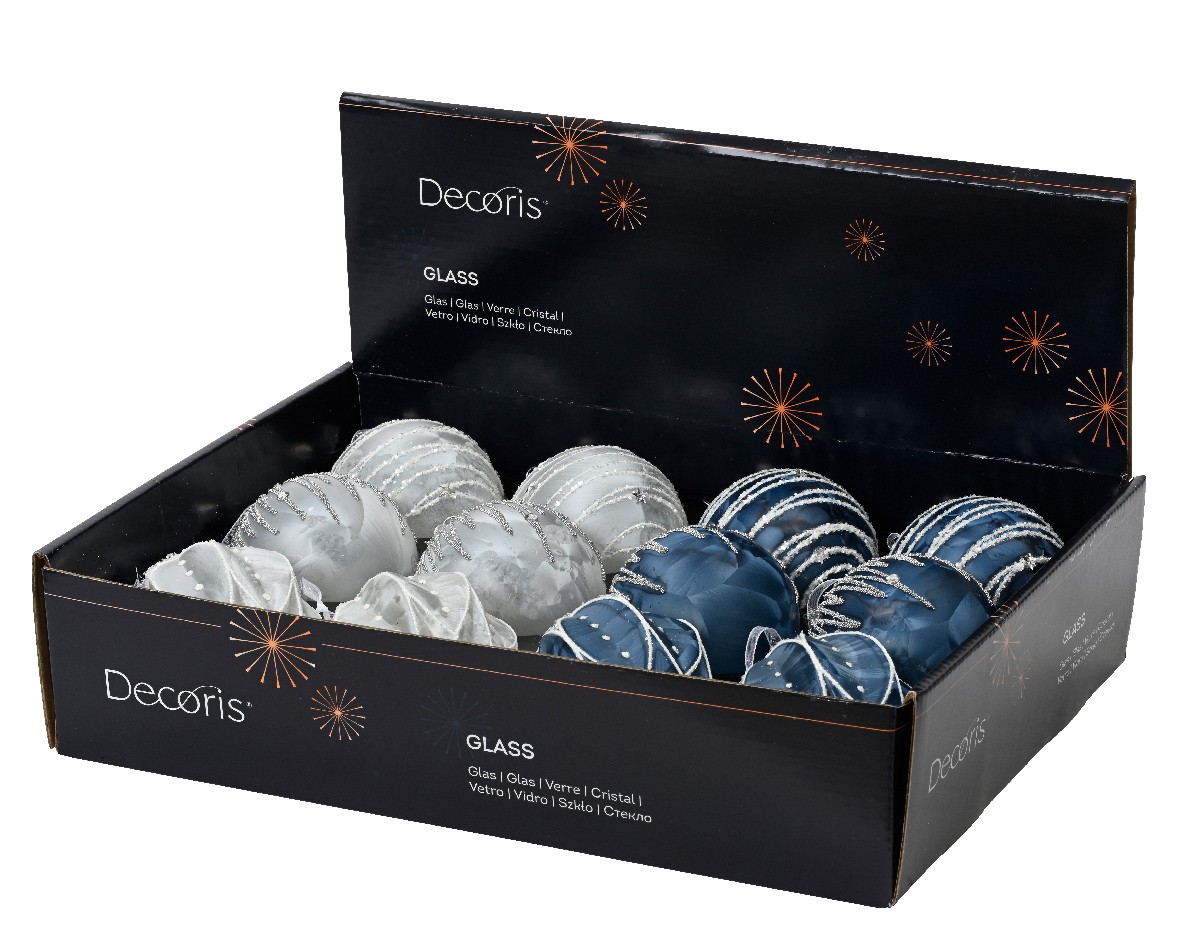 Decoris
GLASS
Glas | Glas | Verre | Cristal |
Vetro | Vidro | Szkło | Стекло
Decoris
GLASS
Glas | Glas | Verre | Cristal |
Vetro | Vidro | Szkło | Стекло
GLASS
Decoris